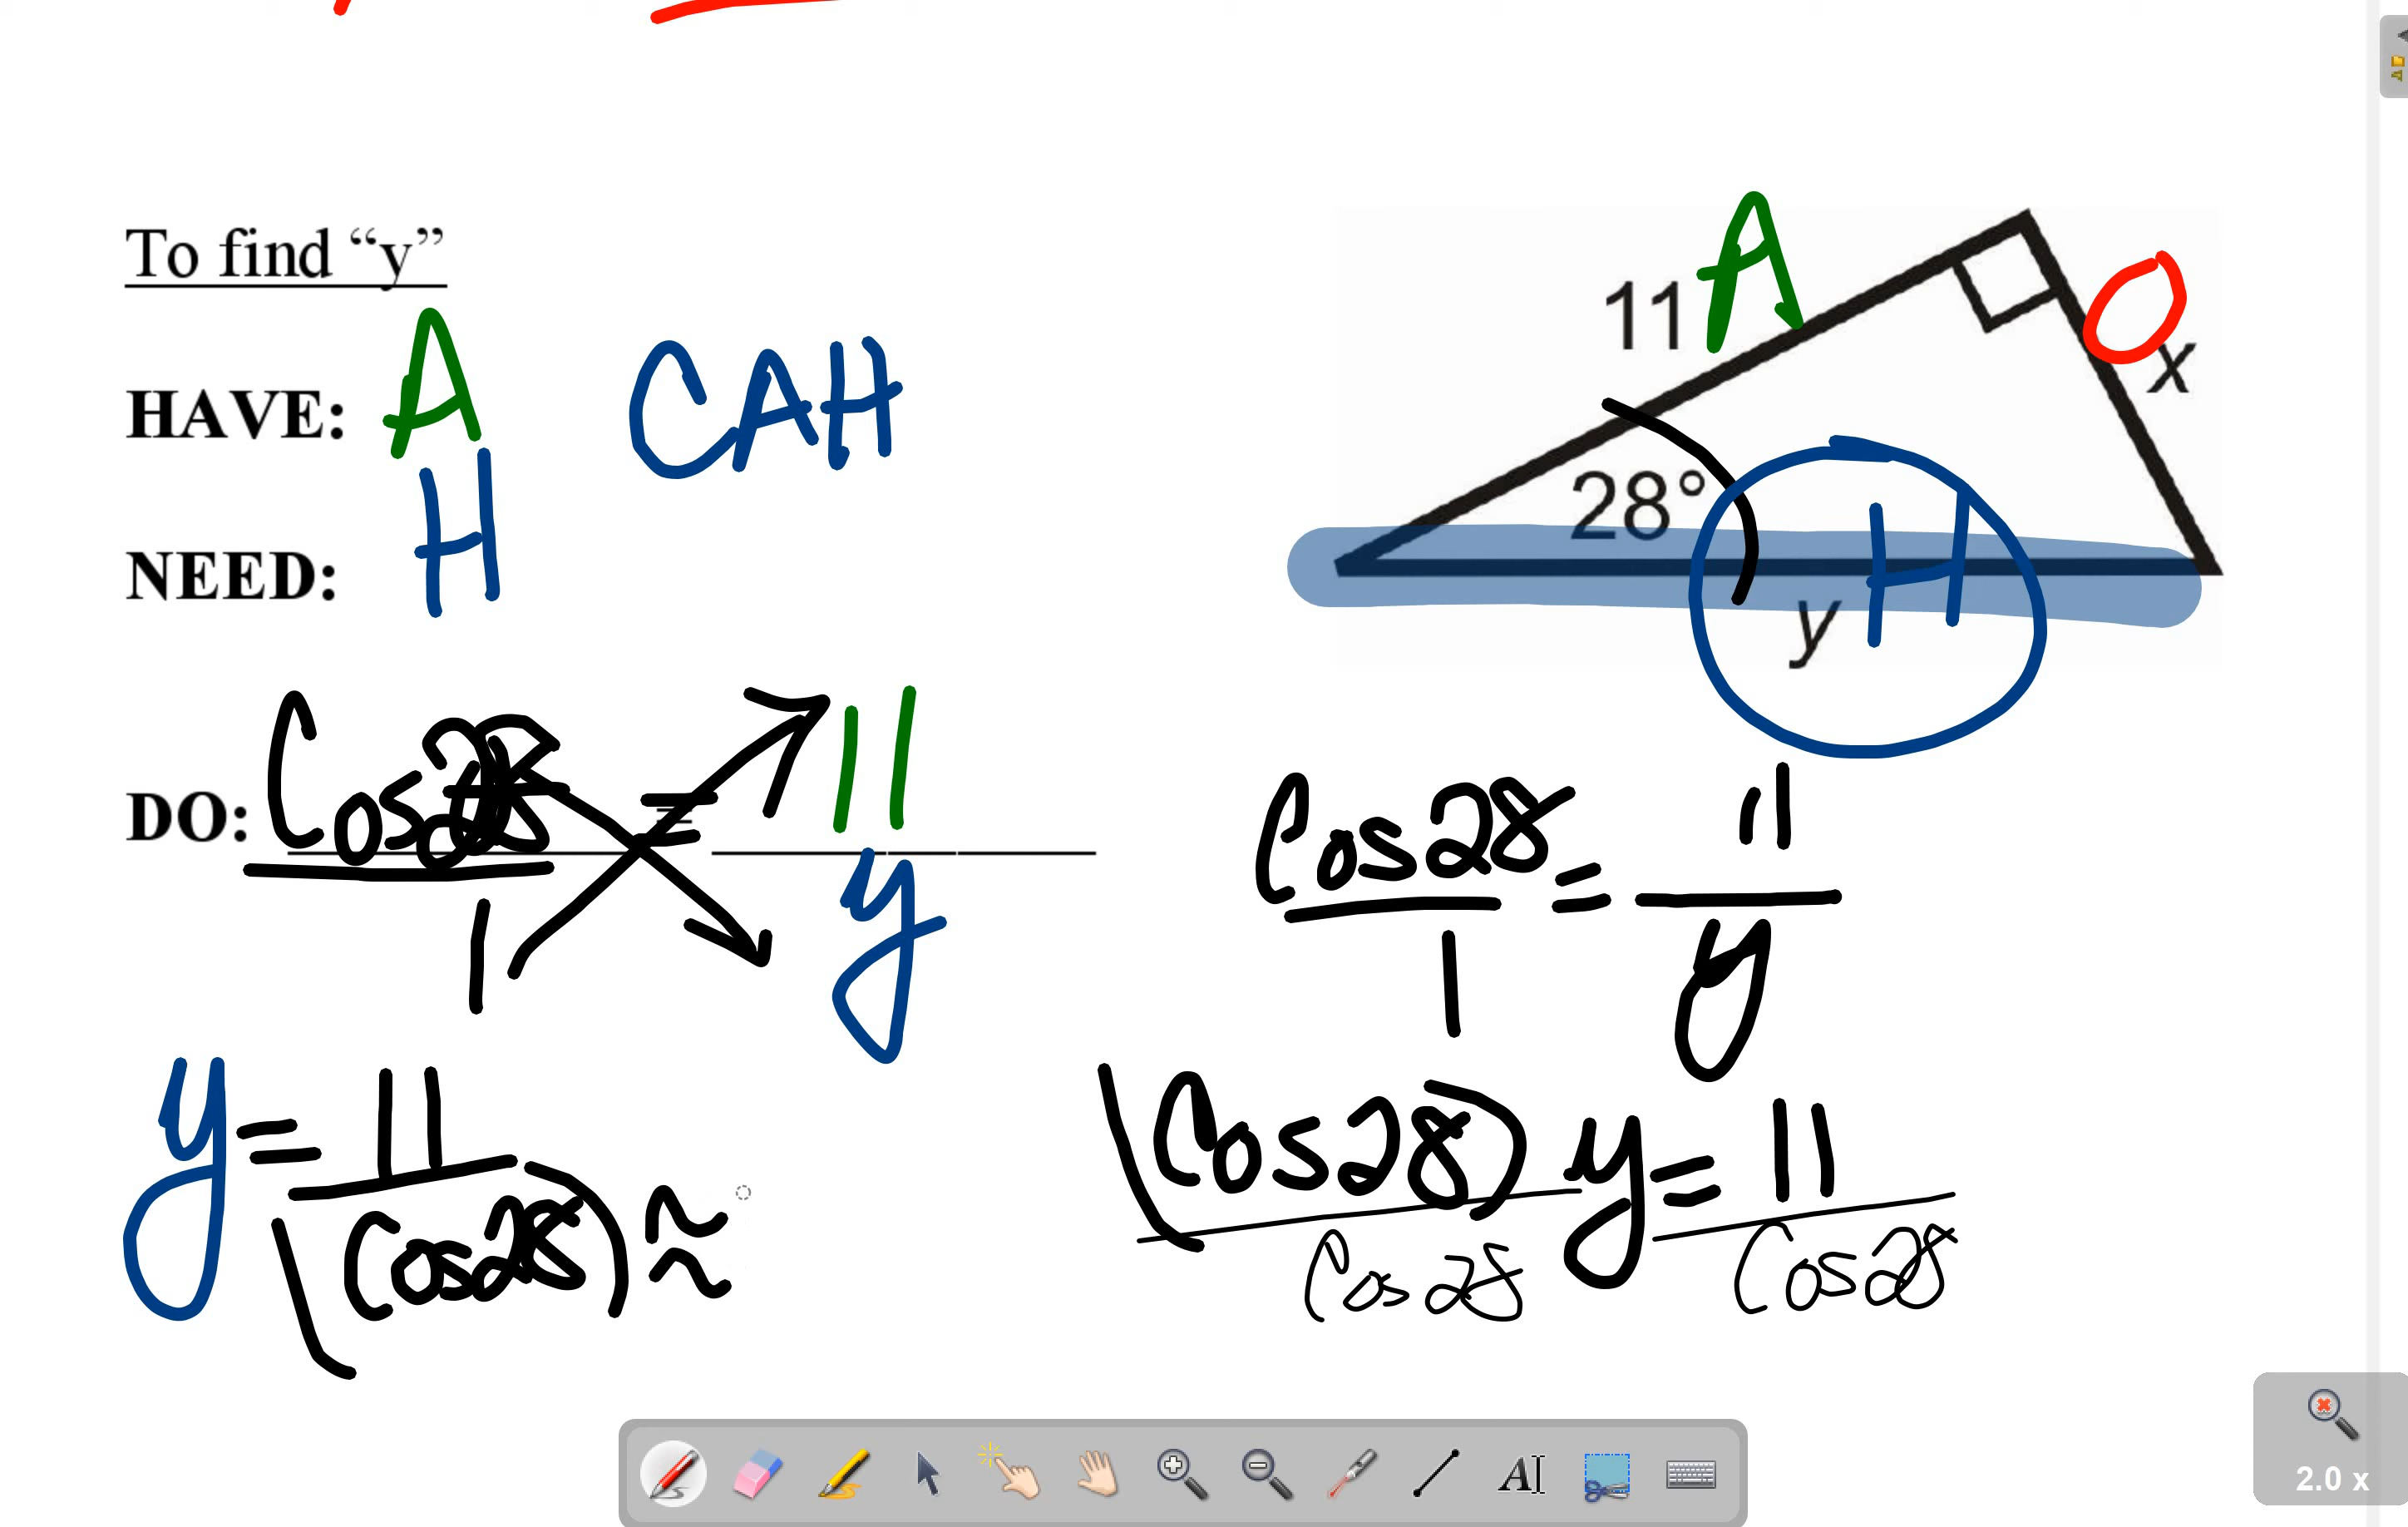 To find “y”
HAVE: A CAH
NEED: H
11 A
O
x
28°
y H
DO: Cos28 = 11
1 y
Cos28 = 11
1 y
y = 11
(Cos28) ≈
(Cos28) y = 11
Cos28 Cos28
AI
2.0 x